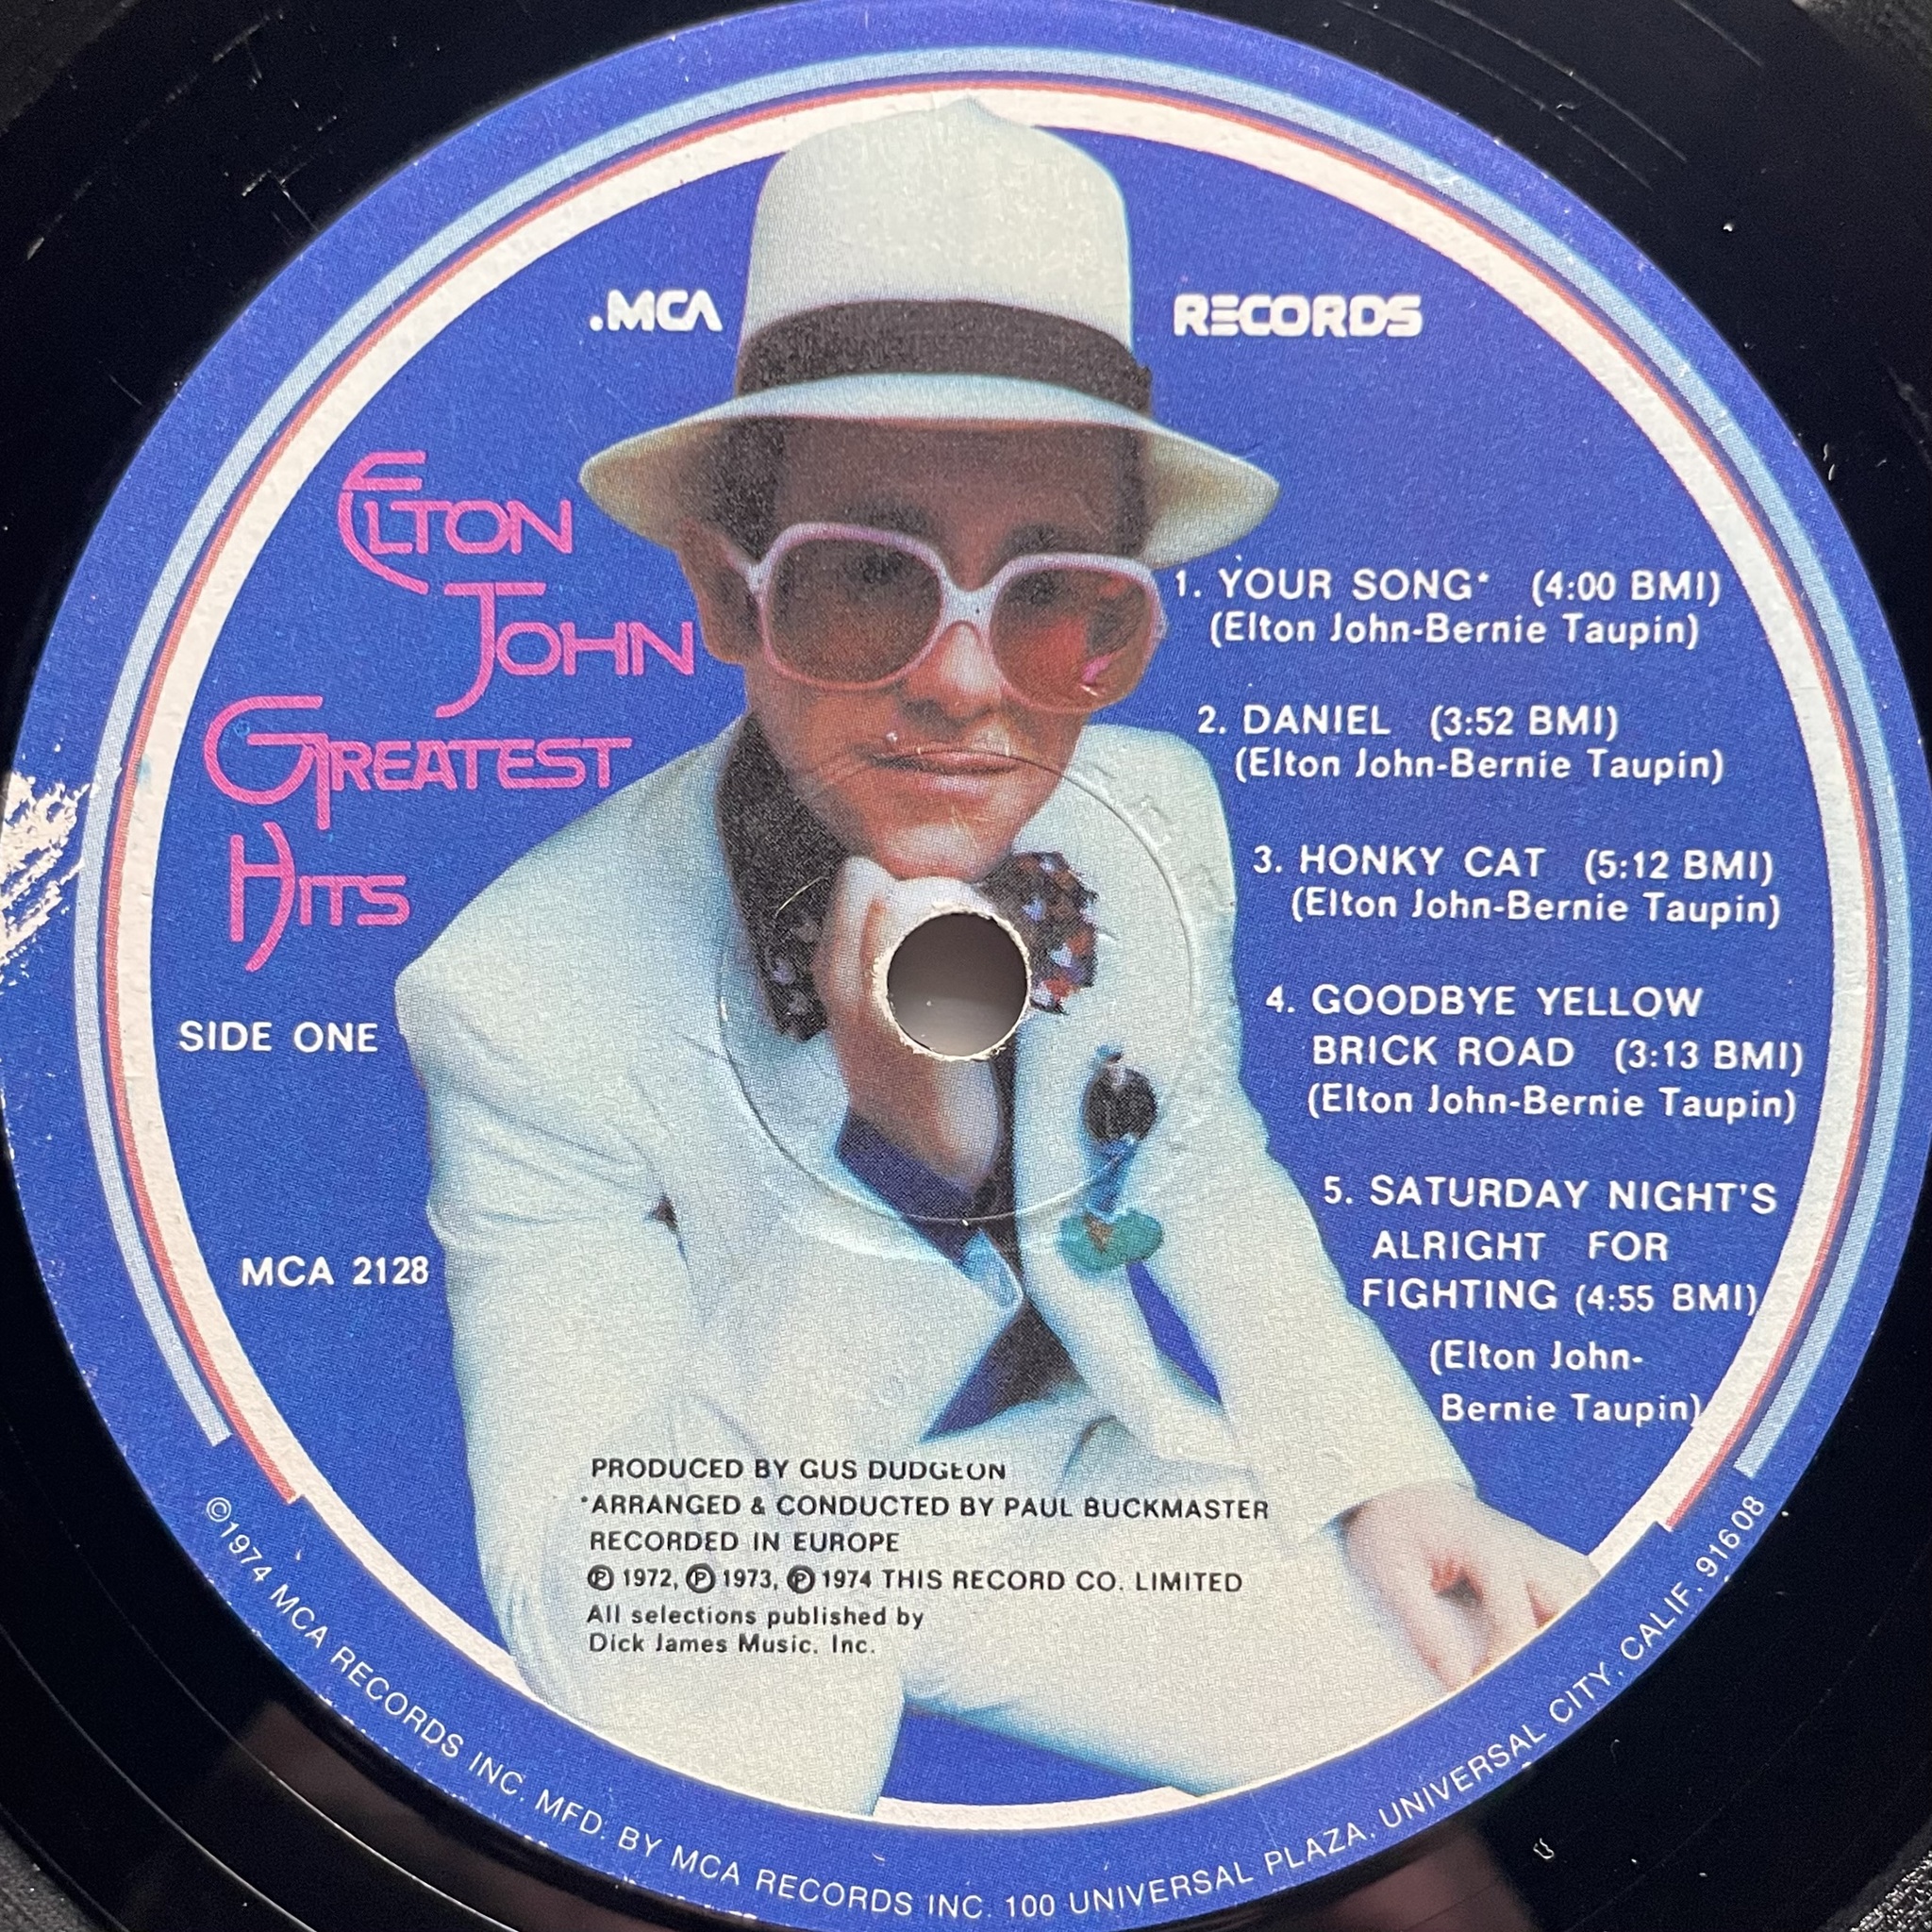 .MCA RECORDS
ELTON
JOHN
GREATEST
HITS
SIDE ONE
MCA 2128
1. YOUR SONG* (4:00 BMI)
(Elton John-Bernie Taupin)
2. DANIEL (3:52 BMI)
(Elton John-Bernie Taupin)
3. HONKY CAT (5:12 BMI)
(Elton John-Bernie Taupin)
4. GOODBYE YELLOW
BRICK ROAD (3:13 BMI)
(Elton John-Bernie Taupin)
5. SATURDAY NIGHT'S
ALRIGHT FOR
FIGHTING (4:55 BMI)
(Elton John-
Bernie Taupin)
PRODUCED BY GUS DUDGEON
*ARRANGED & CONDUCTED BY PAUL BUCKMASTER
RECORDED IN EUROPE
℗ 1972, ℗ 1973, ℗ 1974 THIS RECORD CO. LIMITED
All selections published by
Dick James Music, Inc.
©1974 MCA RECORDS INC. MFD. BY MCA RECORDS INC. 100 UNIVERSAL PLAZA, UNIVERSAL CITY, CALIF. 91608